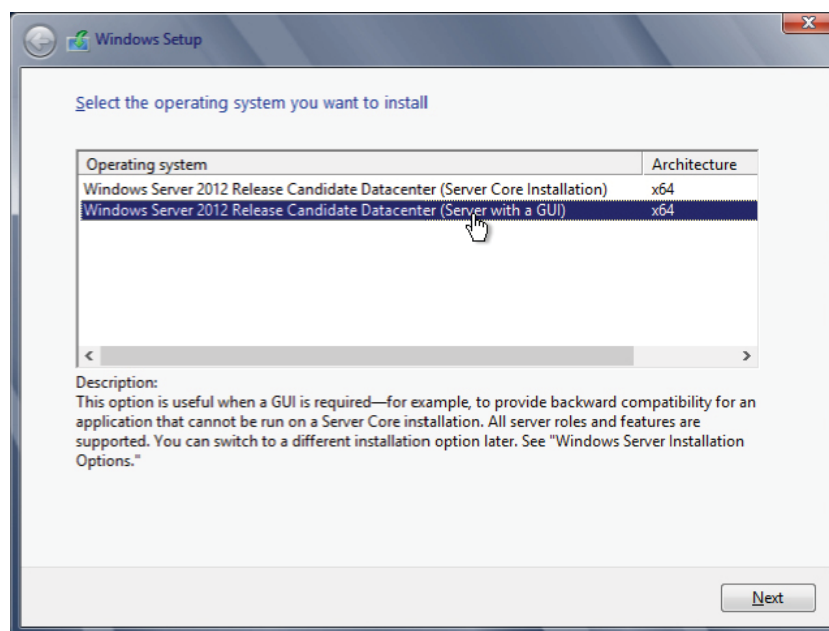 Windows Setup
Select the operating system you want to install
Operating system Architecture
Windows Server 2012 Release Candidate Datacenter (Server Core Installation) x64
Windows Server 2012 Release Candidate Datacenter (Server with a GUI) x64
Description:
This option is useful when a GUI is required—for example, to provide backward compatibility for an
application that cannot be run on a Server Core installation. All server roles and features are
supported. You can switch to a different installation option later. See "Windows Server Installation
Options."
Next